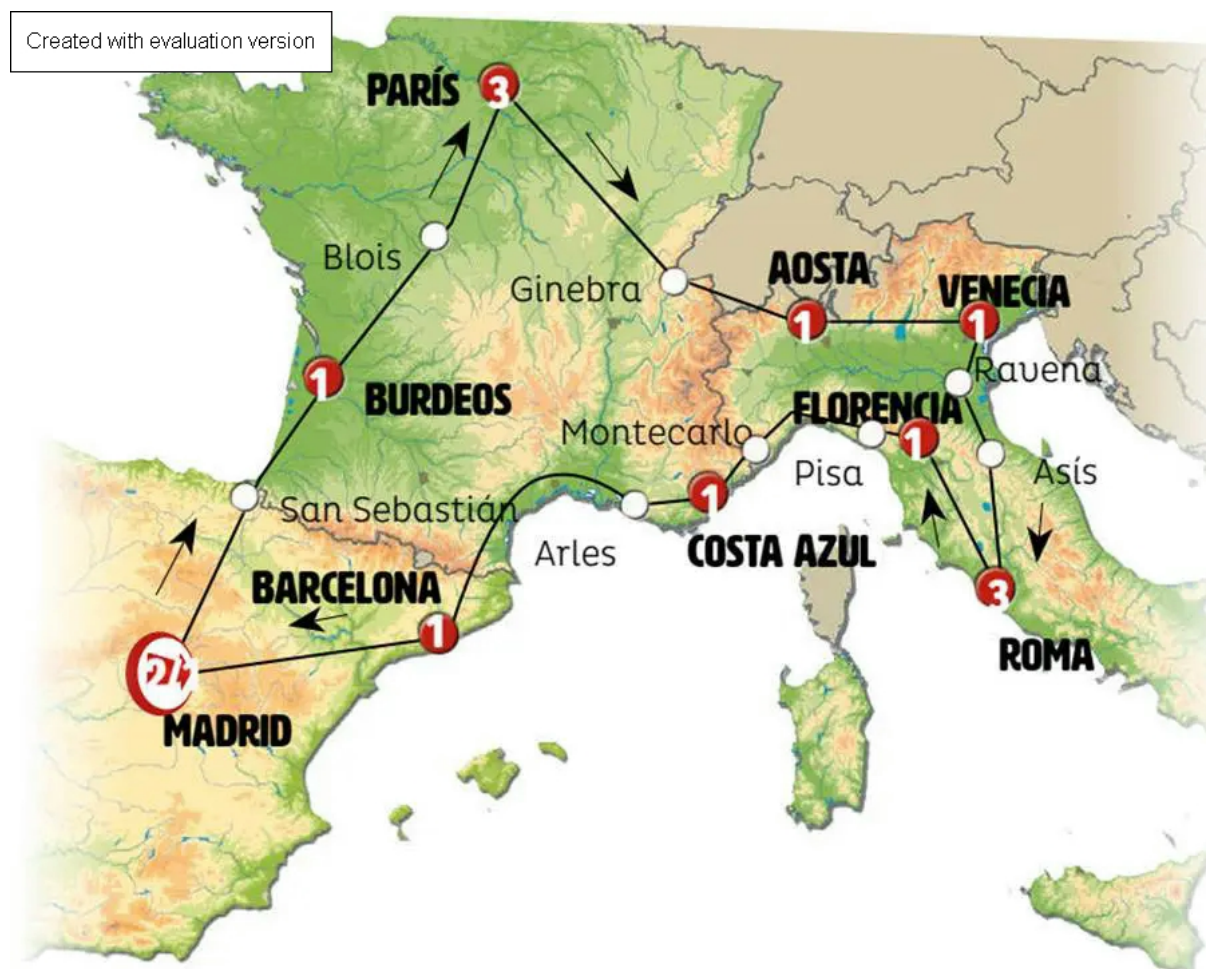 Created with evaluation version
PARÍS
3
Blois
Ginebra
AOSTA
1
VENECIA
1
Ravena
1
BURDEOS
FLORENCIA
1
Montecarlo
Pisa
Asís
San Sebastián
1
Arles
COSTA AZUL
BARCELONA
1
3
ROMA
MADRID